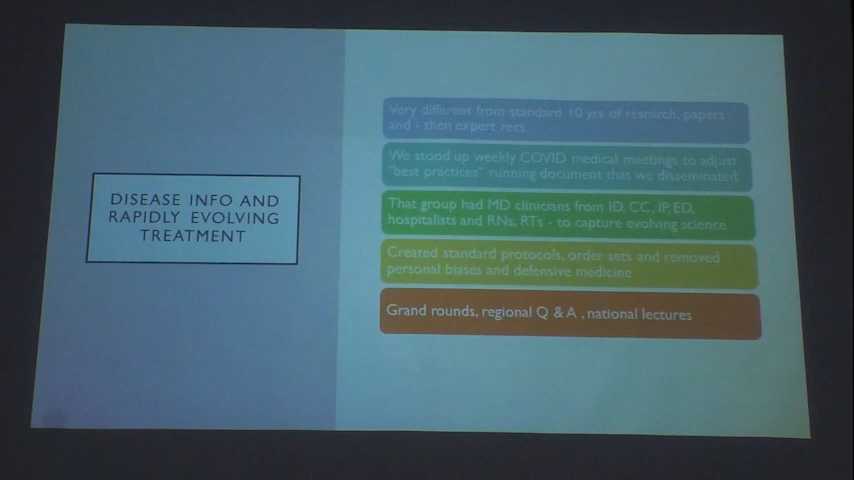 DISEASE INFO AND
RAPIDLY EVOLVING
TREATMENT
Very different from standard 10 yrs of research, papers
and - then expert recs.
We stood up weekly COVID medical meetings to adjust
"best practices" running document that we disseminated.
That group had MD clinicians from ID, CC, IP, ED,
hospitalists and RNs, RTs - to capture evolving science
Created standard protocols, order sets and removed
personal biases and defensive medicine
Grand rounds, regional Q & A , national lectures